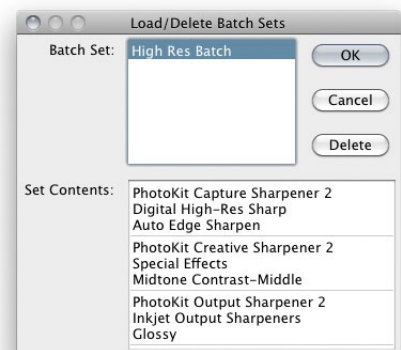 Load/Delete Batch Sets
Batch Set:
High Res Batch
OK
Cancel
Delete
Set Contents:
PhotoKit Capture Sharpener 2
Digital High-Res Sharp
Auto Edge Sharpen
PhotoKit Creative Sharpener 2
Special Effects
Midtone Contrast-Middle
PhotoKit Output Sharpener 2
Inkjet Output Sharpeners
Glossy